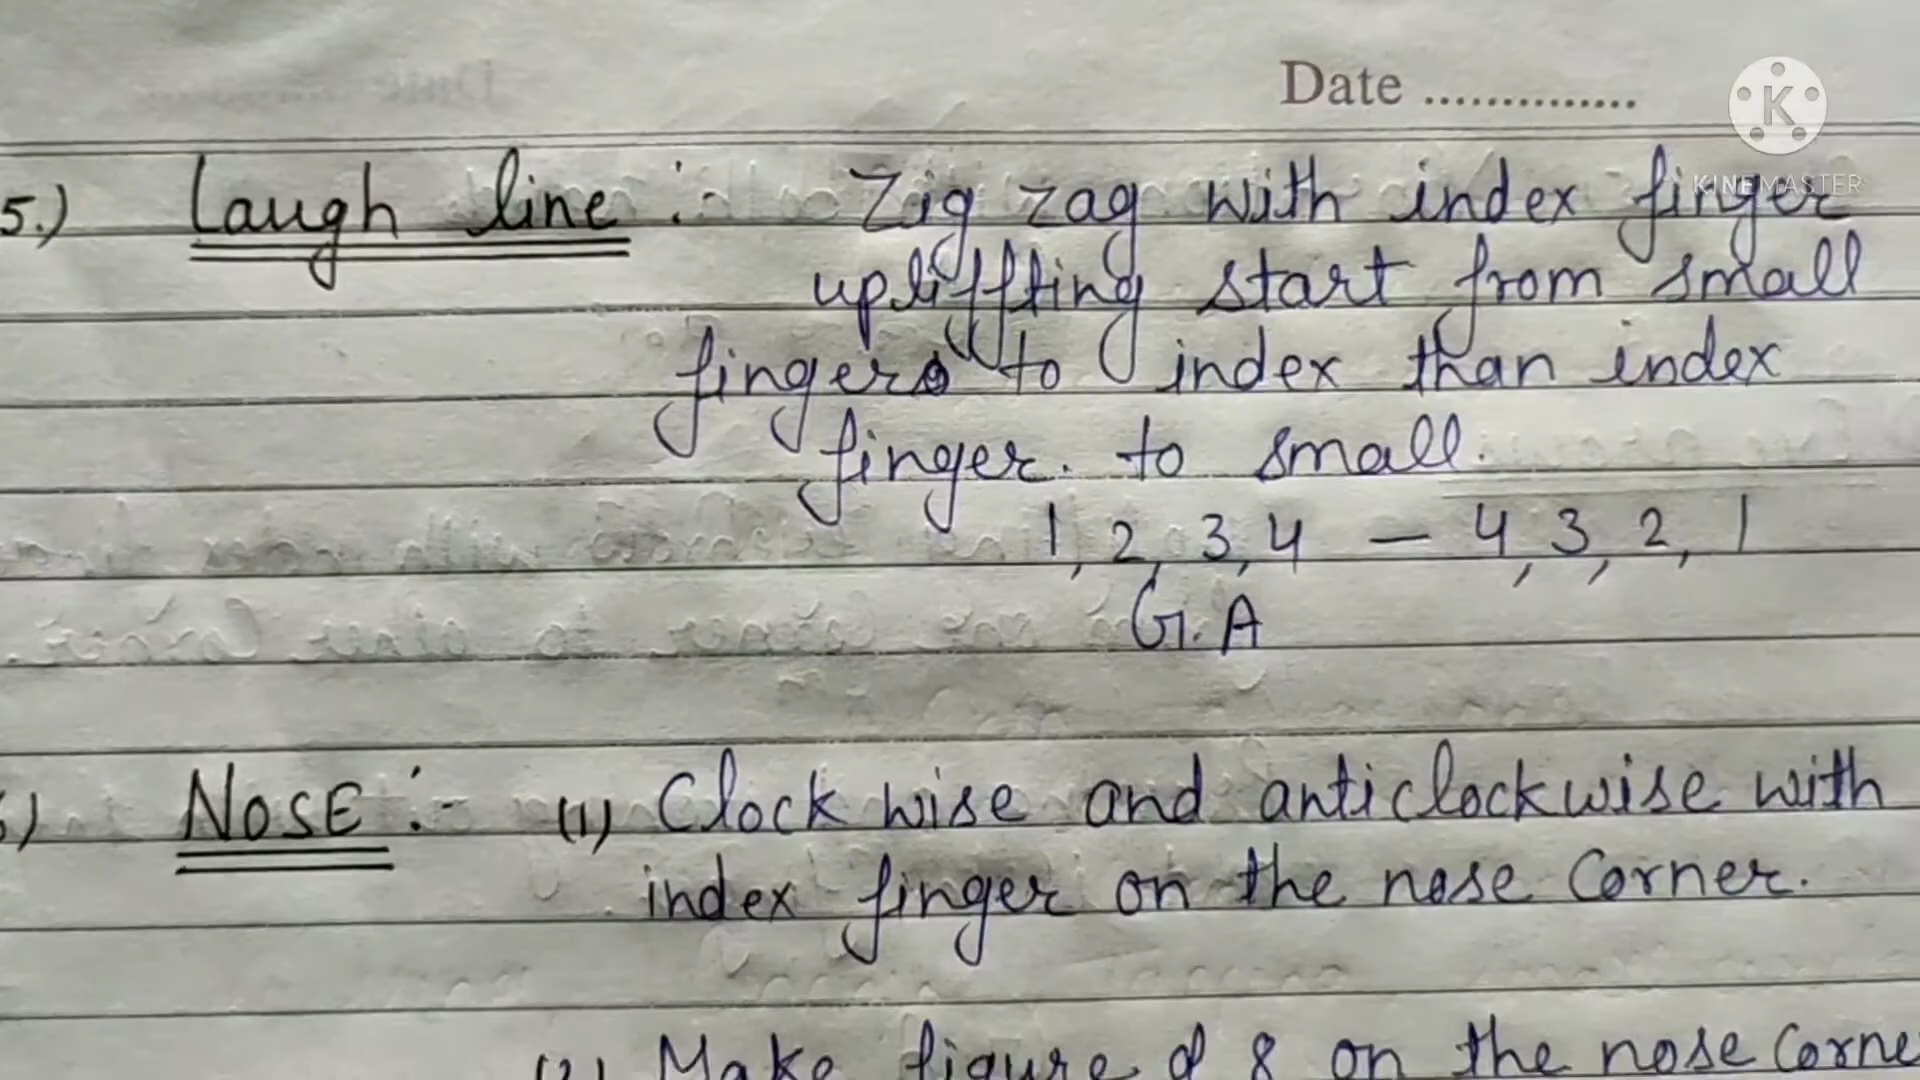 Date ..............
K
KINEMASTER
5.) Laugh line :- Zig zag with index finger
upliffting start from small
fingers to index than index
finger. to small.
1, 2, 3, 4 — 4, 3, 2, 1
G.A
NOSE :- (1) Clock wise and anticlockwise with
index finger on the nose Corner.
(2) Make figure of 8 on the nose Corne